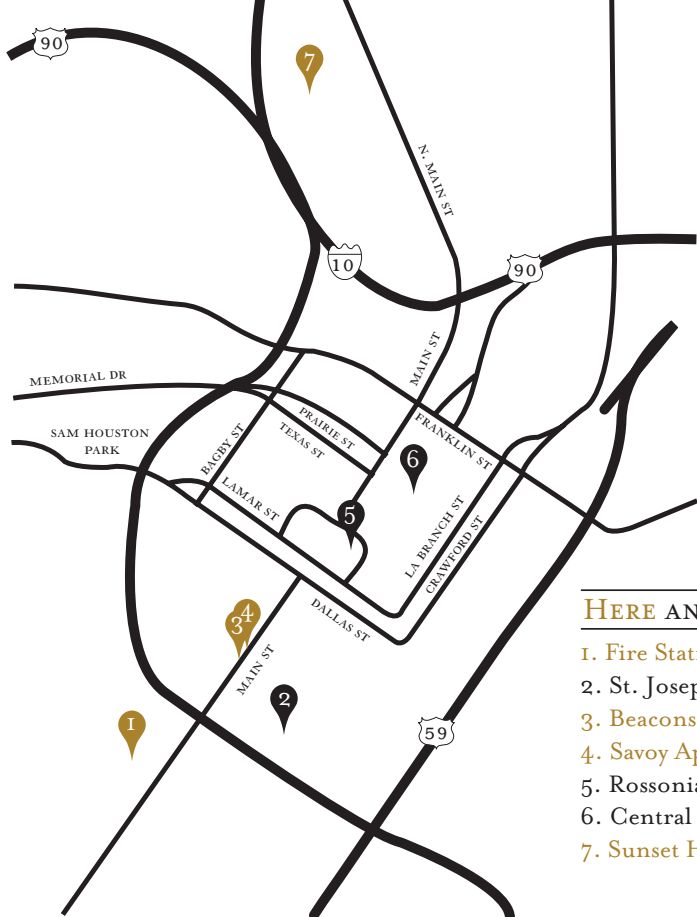 90
7
N. MAIN ST
10
90
MAIN ST
MEMORIAL DR
PRAIRIE ST
TEXAS ST
FRANKLIN ST
SAM HOUSTON
PARK
BAGBY ST
6
LAMAR ST
5
LA BRANCH ST
CRAWFORD ST
DALLAS ST
4
3
MAIN ST
2
1
59
HERE AN
1. Fire Stat
2. St. Josep
3. Beacons
4. Savoy Ap
5. Rossonia
6. Central
7. Sunset H